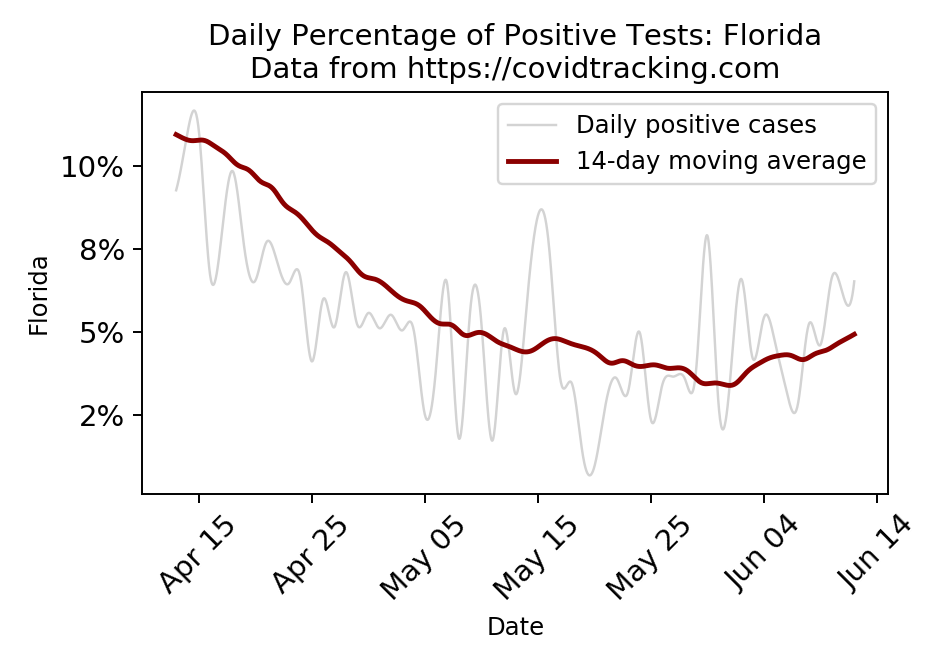 Daily Percentage of Positive Tests: Florida
Data from https://covidtracking.com
Daily positive cases
14-day moving average
10%
8%
5%
2%
Florida
Apr 15
Apr 25
May 05
May 15
May 25
Jun 04
Jun 14
Date